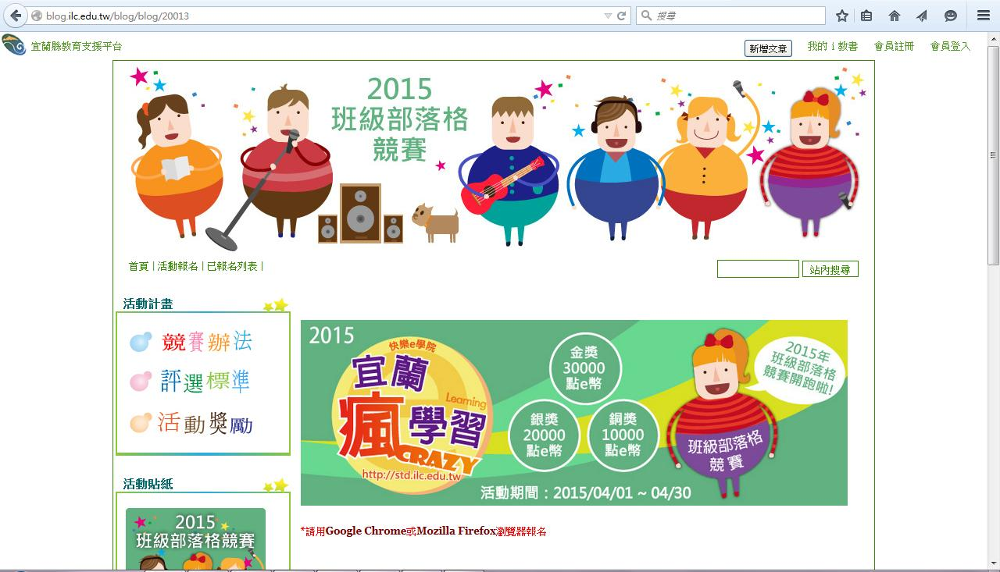 blog.ilc.edu.tw/blog/blog/20013
搜尋
宜蘭縣教育支援平台
新增文章
我的 i 教書
會員註冊
會員登入
2015
班級部落格
競賽
首頁 | 活動報名 | 已報名列表 |
站內搜尋
活動計畫
競賽辦法
評選標準
活動獎勵
活動貼紙
2015
班級部落格競賽
2015
快樂e學院
宜蘭
瘋學習
Learning
CRAZY
http://std.ilc.edu.tw
金獎
30000
點e幣
銀獎
20000
點e幣
銅獎
10000
點e幣
2015年
班級部落格
競賽開跑啦!
班級部落格
競賽
活動期間：2015/04/01 ~ 04/30
*請用Google Chrome或Mozilla Firefox瀏覽器報名